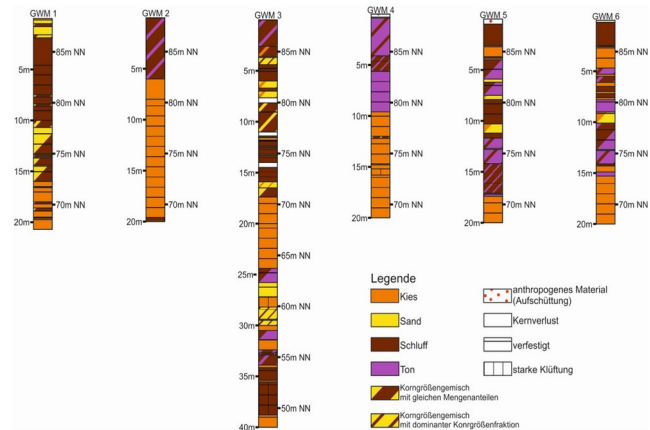 GWM 1
GWM 2
GWM 3
GWM 4
GWM 5
GWM 6
85m NN
5m
80m NN
10m
75m NN
15m
70m NN
20m
85m NN
5m
80m NN
10m
75m NN
15m
70m NN
20m
85m NN
5m
80m NN
10m
75m NN
15m
70m NN
20m
65m NN
25m
60m NN
30m
55m NN
35m
50m NN
40m
85m NN
5m
80m NN
10m
75m NN
15m
70m NN
20m
85m NN
5m
80m NN
10m
75m NN
15m
70m NN
20m
85m NN
5m
80m NN
10m
75m NN
15m
70m NN
20m
Legende
Kies
Sand
Schluff
Ton
Korngrößengemisch
mit gleichen Mengenanteilen
Korngrößengemisch
mit dominanter Konrgrößenfraktion
anthropogenes Material
(Aufschüttung)
Kernverlust
verfestigt
starke Klüftung